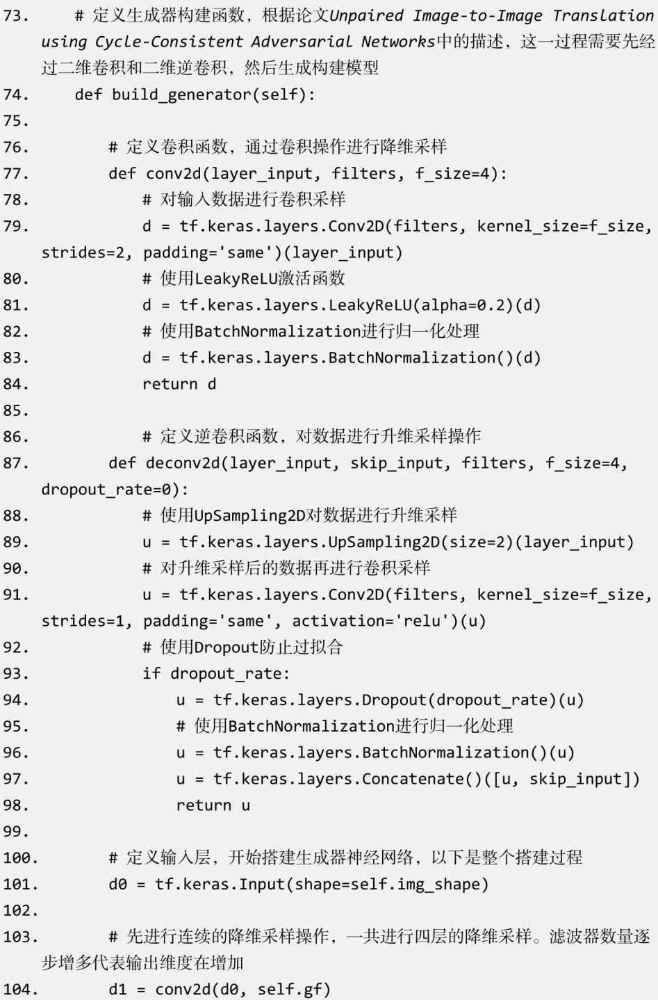 73.    # 定义生成器构建函数，根据论文Unpaired Image-to-Image Translation
using Cycle-Consistent Adversarial Networks中的描述，这一过程需要先经
过二维卷积和二维逆卷积，然后生成构建模型
74.    def build_generator(self):
75.
76.        # 定义卷积函数，通过卷积操作进行降维采样
77.        def conv2d(layer_input, filters, f_size=4):
78.            # 对输入数据进行卷积采样
79.            d = tf.keras.layers.Conv2D(filters, kernel_size=f_size,
strides=2, padding='same')(layer_input)
80.            # 使用LeakyReLU激活函数
81.            d = tf.keras.layers.LeakyReLU(alpha=0.2)(d)
82.            # 使用BatchNormalization进行归一化处理
83.            d = tf.keras.layers.BatchNormalization()(d)
84.            return d
85.
86.            # 定义逆卷积函数，对数据进行升维采样操作
87.        def deconv2d(layer_input, skip_input, filters, f_size=4,
dropout_rate=0):
88.            # 使用UpSampling2D对数据进行升维采样
89.            u = tf.keras.layers.UpSampling2D(size=2)(layer_input)
90.            # 对升维采样后的数据再进行卷积采样
91.            u = tf.keras.layers.Conv2D(filters, kernel_size=f_size,
strides=1, padding='same', activation='relu')(u)
92.            # 使用Dropout防止过拟合
93.            if dropout_rate:
94.                u = tf.keras.layers.Dropout(dropout_rate)(u)
95.                # 使用BatchNormalization进行归一化处理
96.                u = tf.keras.layers.BatchNormalization()(u)
97.                u = tf.keras.layers.Concatenate()([u, skip_input])
98.                return u
99.
100.        # 定义输入层，开始搭建生成器神经网络，以下是整个搭建过程
101.        d0 = tf.keras.Input(shape=self.img_shape)
102.
103.        # 先进行连续的降维采样操作，一共进行四层的降维采样。滤波器数量逐
步增多代表输出维度在增加
104.        d1 = conv2d(d0, self.gf)